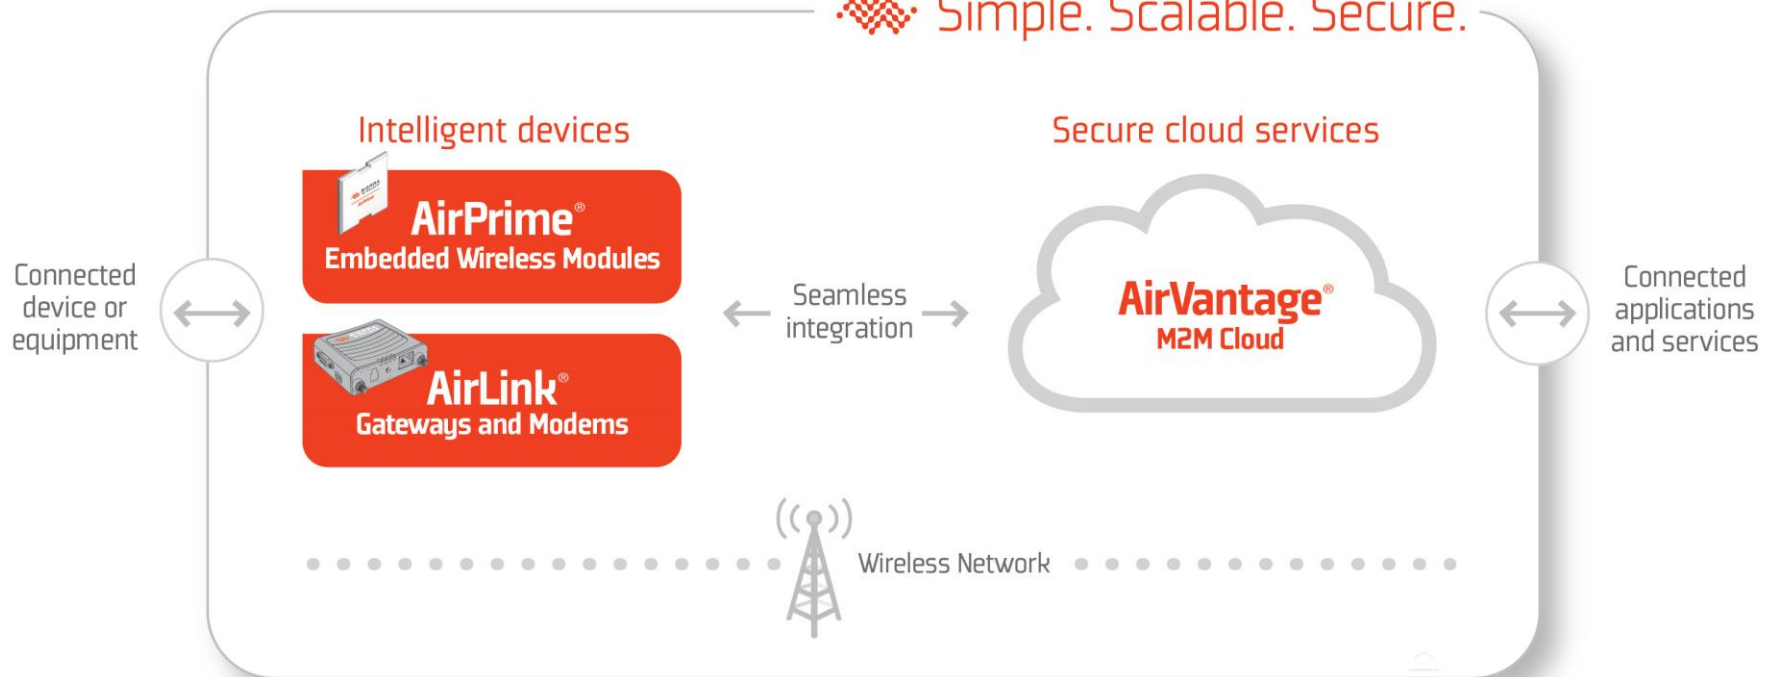 Simple. Scalable. Secure.
Intelligent devices
Secure cloud services
AirPrime®
Embedded Wireless Modules
AirVantage®
M2M Cloud
Connected
device or
equipment
Seamless
integration
Connected
applications
and services
AirLink®
Gateways and Modems
Wireless Network